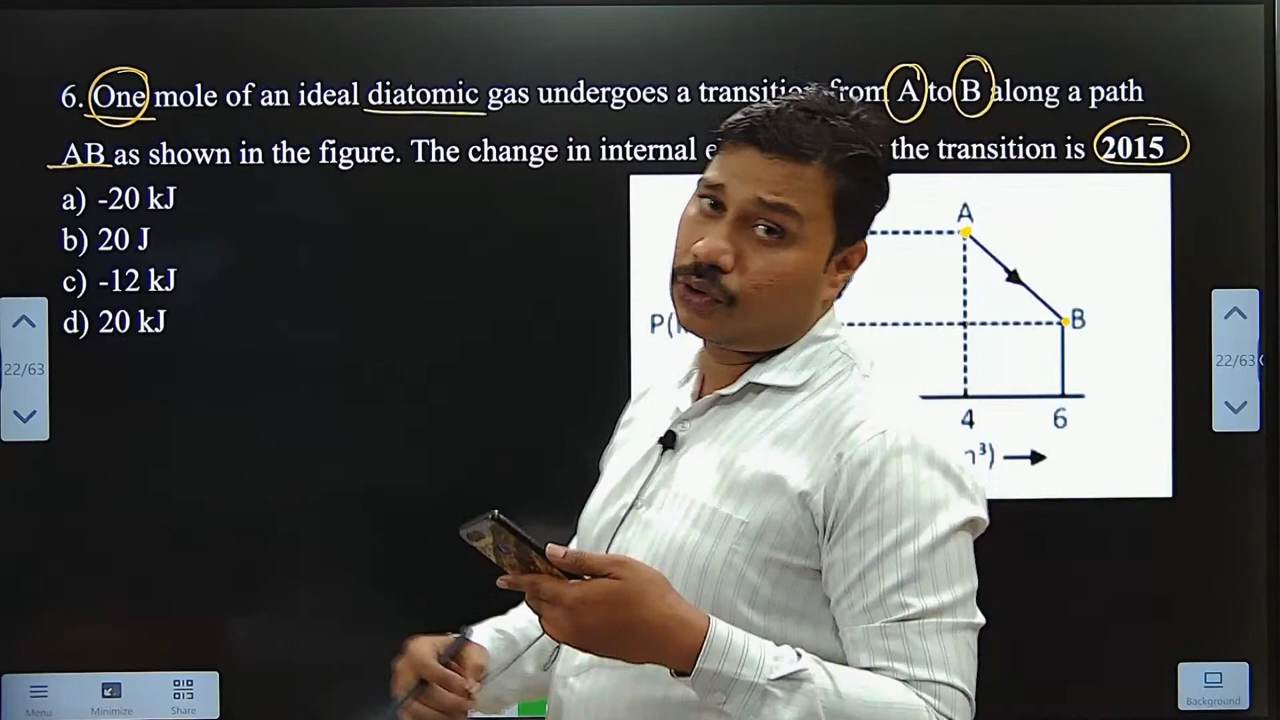 6. One mole of an ideal diatomic gas undergoes a transition from A to B along a path
AB as shown in the figure. The change in internal the transition is 2015
a) -20 kJ
b) 20 J
c) -12 kJ
d) 20 kJ
A
B
P(
4 6
³)
22/63
22/63
Menu Minimize Share
Background